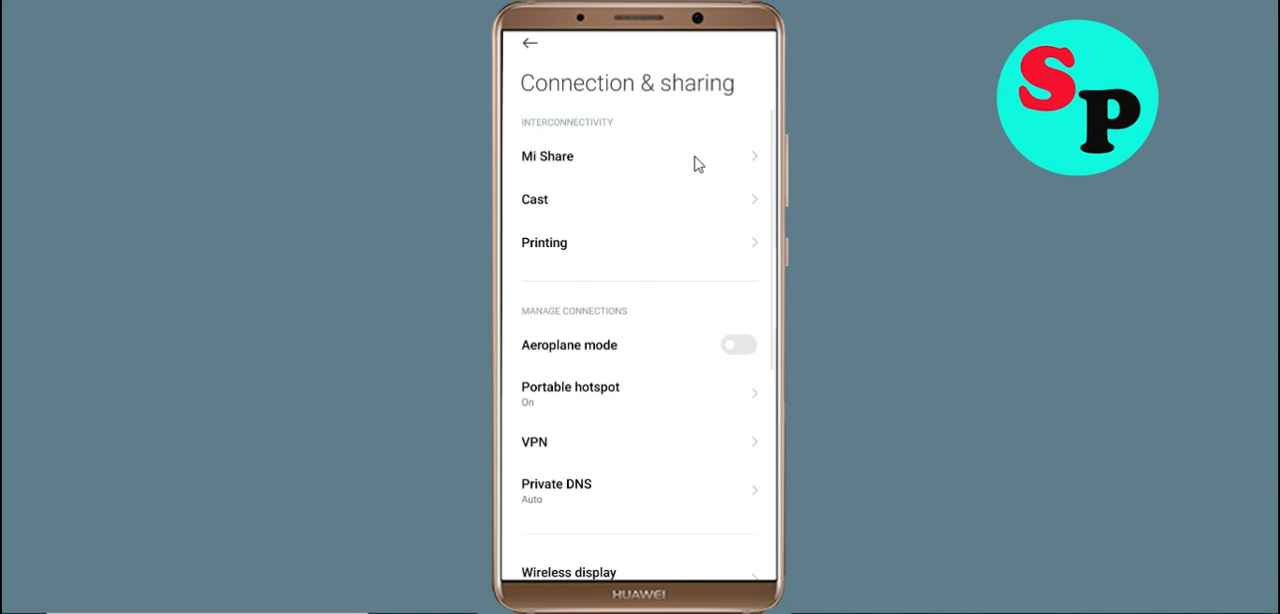 Connection & sharing
INTERCONNECTIVITY
Mi Share
Cast
Printing
MANAGE CONNECTIONS
Aeroplane mode
Portable hotspot
On
VPN
Private DNS
Auto
Wireless display
HUAWEI
SP